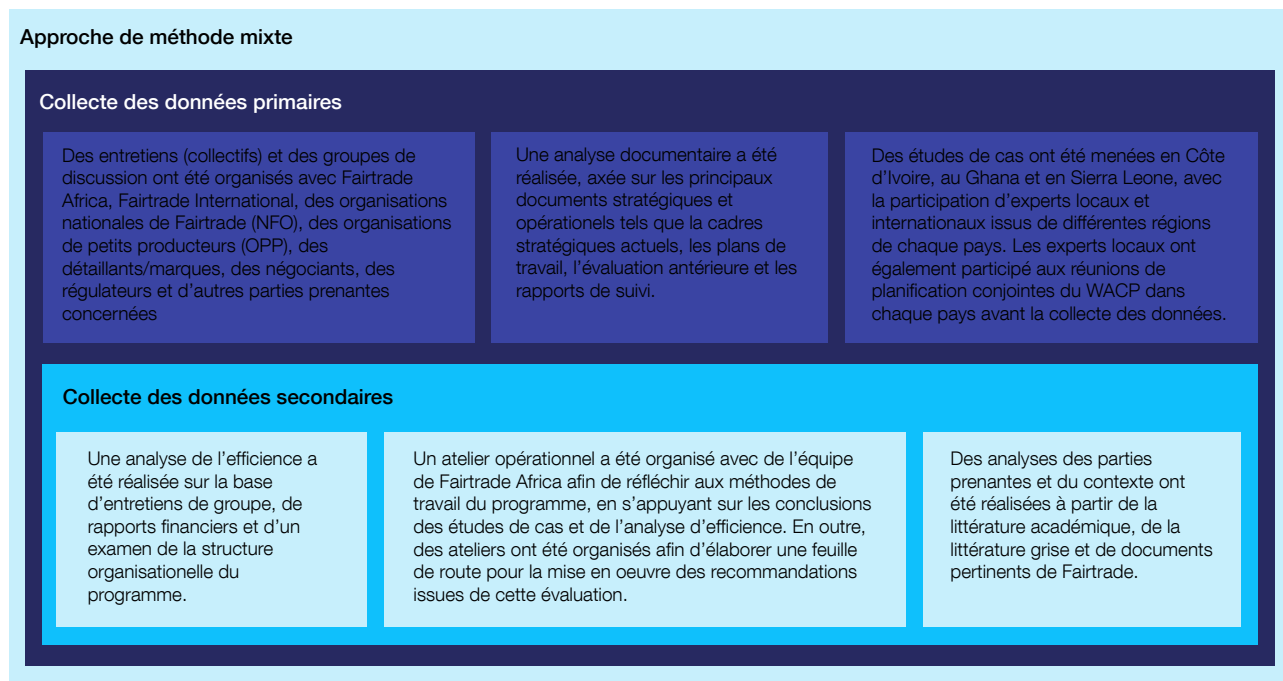 Approche de méthode mixte
Collecte des données primaires
Des entretiens (collectifs) et des groupes de
discussion ont été organisés avec Fairtrade
Africa, Fairtrade International, des organisations
nationales de Fairtrade (NFO), des organisations
de petits producteurs (OPP), des
détaillants/marques, des négociants, des
régulateurs et d'autres parties prenantes
concernées
Une analyse documentaire a été
réalisée, axée sur les principaux
documents stratégiques et
opérationels tels que la cadres
stratégiques actuels, les plans de
travail, l'évaluation antérieure et les
rapports de suivi.
Des études de cas ont été menées en Côte
d'Ivoire, au Ghana et en Sierra Leone, avec
la participation d'experts locaux et
internationaux issus de différentes régions
de chaque pays. Les experts locaux ont
également participé aux réunions de
planification conjointes du WACP dans
chaque pays avant la collecte des données.
Collecte des données secondaires
Une analyse de l'efficience a
été réalisée sur la base
d'entretiens de groupe, de
rapports financiers et d'un
examen de la structure
organisationelle du
programme.
Un atelier opérationnel a été organisé avec de l'équipe
de Fairtrade Africa afin de réfléchir aux méthodes de
travail du programme, en s'appuyant sur les conclusions
des études de cas et de l'analyse d'efficience. En outre,
des ateliers ont été organisés afin d'élaborer une feuille
de route pour la mise en oeuvre des recommandations
issues de cette évaluation.
Des analyses des parties
prenantes et du contexte ont
été réalisées à partir de la
littérature académique, de la
littérature grise et de documents
pertinents de Fairtrade.